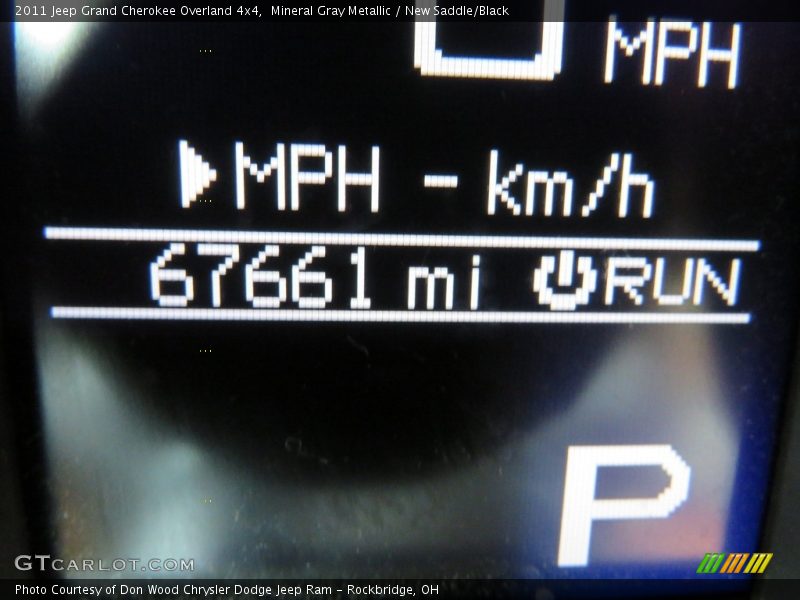 2011 Jeep Grand Cherokee Overland 4x4, Mineral Gray Metallic / New Saddle/Black
0 MPH
MPH - km/h
67661 mi RUN
P
GTCARLOT.COM
Photo Courtesy of Don Wood Chrysler Dodge Jeep Ram – Rockbridge, OH